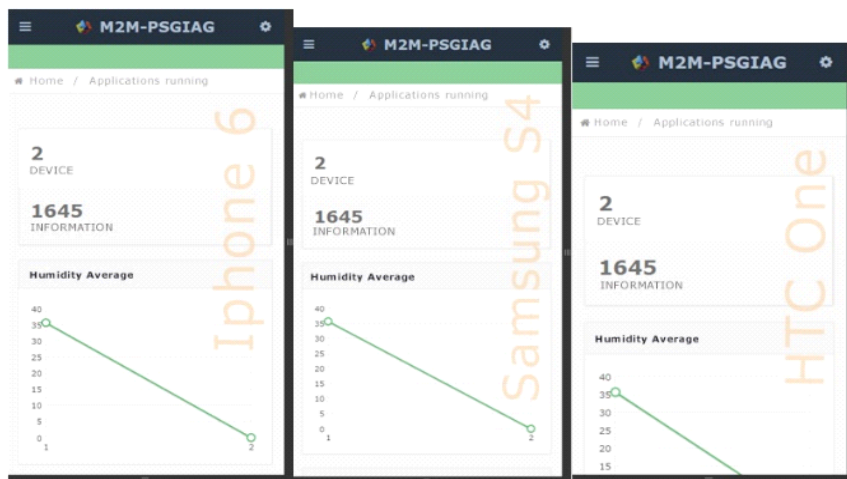 M2M-PSGIAG
Home / Applications running
2
DEVICE
1645
INFORMATION
Humidity Average
40
35
30
25
20
15
10
5
0
1
2
Iphone 6
M2M-PSGIAG
Home / Applications running
2
DEVICE
1645
INFORMATION
Humidity Average
40
35
30
25
20
15
10
5
0
1
2
Samsung S4
M2M-PSGIAG
Home / Applications running
2
DEVICE
1645
INFORMATION
Humidity Average
40
35
30
25
20
15
HTC One